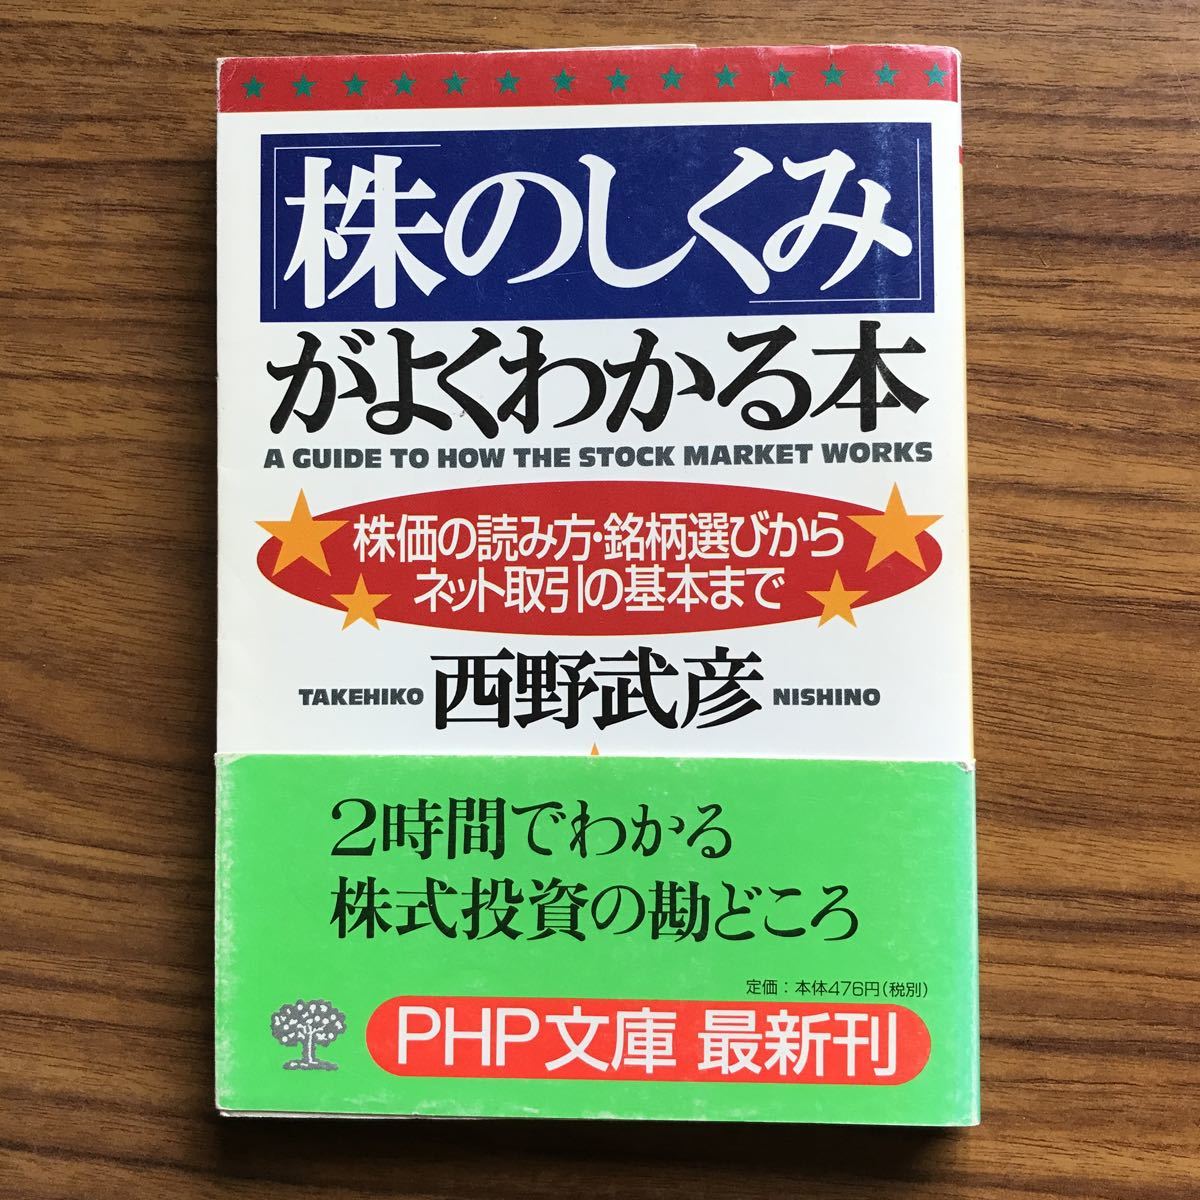 「株のしくみ」
がよくわかる本
A GUIDE TO HOW THE STOCK MARKET WORKS
株価の読み方・銘柄選びから
ネット取引の基本まで
TAKEHIKO 西野武彦 NISHINO
2時間でわかる
株式投資の勘どころ
定価：本体476円（税別）
PHP文庫 最新刊